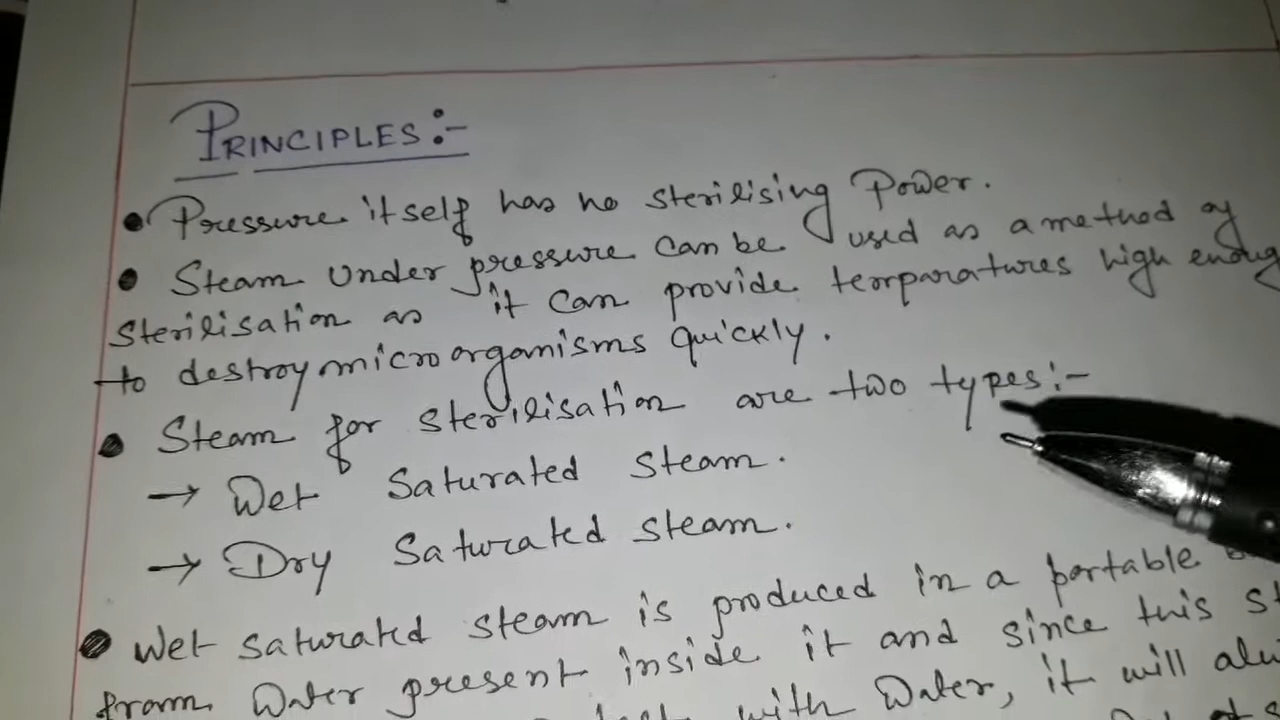 PRINCIPLES:-
• Pressure itself has no sterilising Power.
• Steam Under pressure can be used as a method of
sterilisation as it can provide temparatures high enoug
to destroy microorganisms quickly.
• Steam for sterilisation are two types:-
→ Wet Saturated steam.
→ Dry Saturated steam.
• Wet saturated steam is produced in a portable
from Water present inside it and since this st
with Water, it will alw